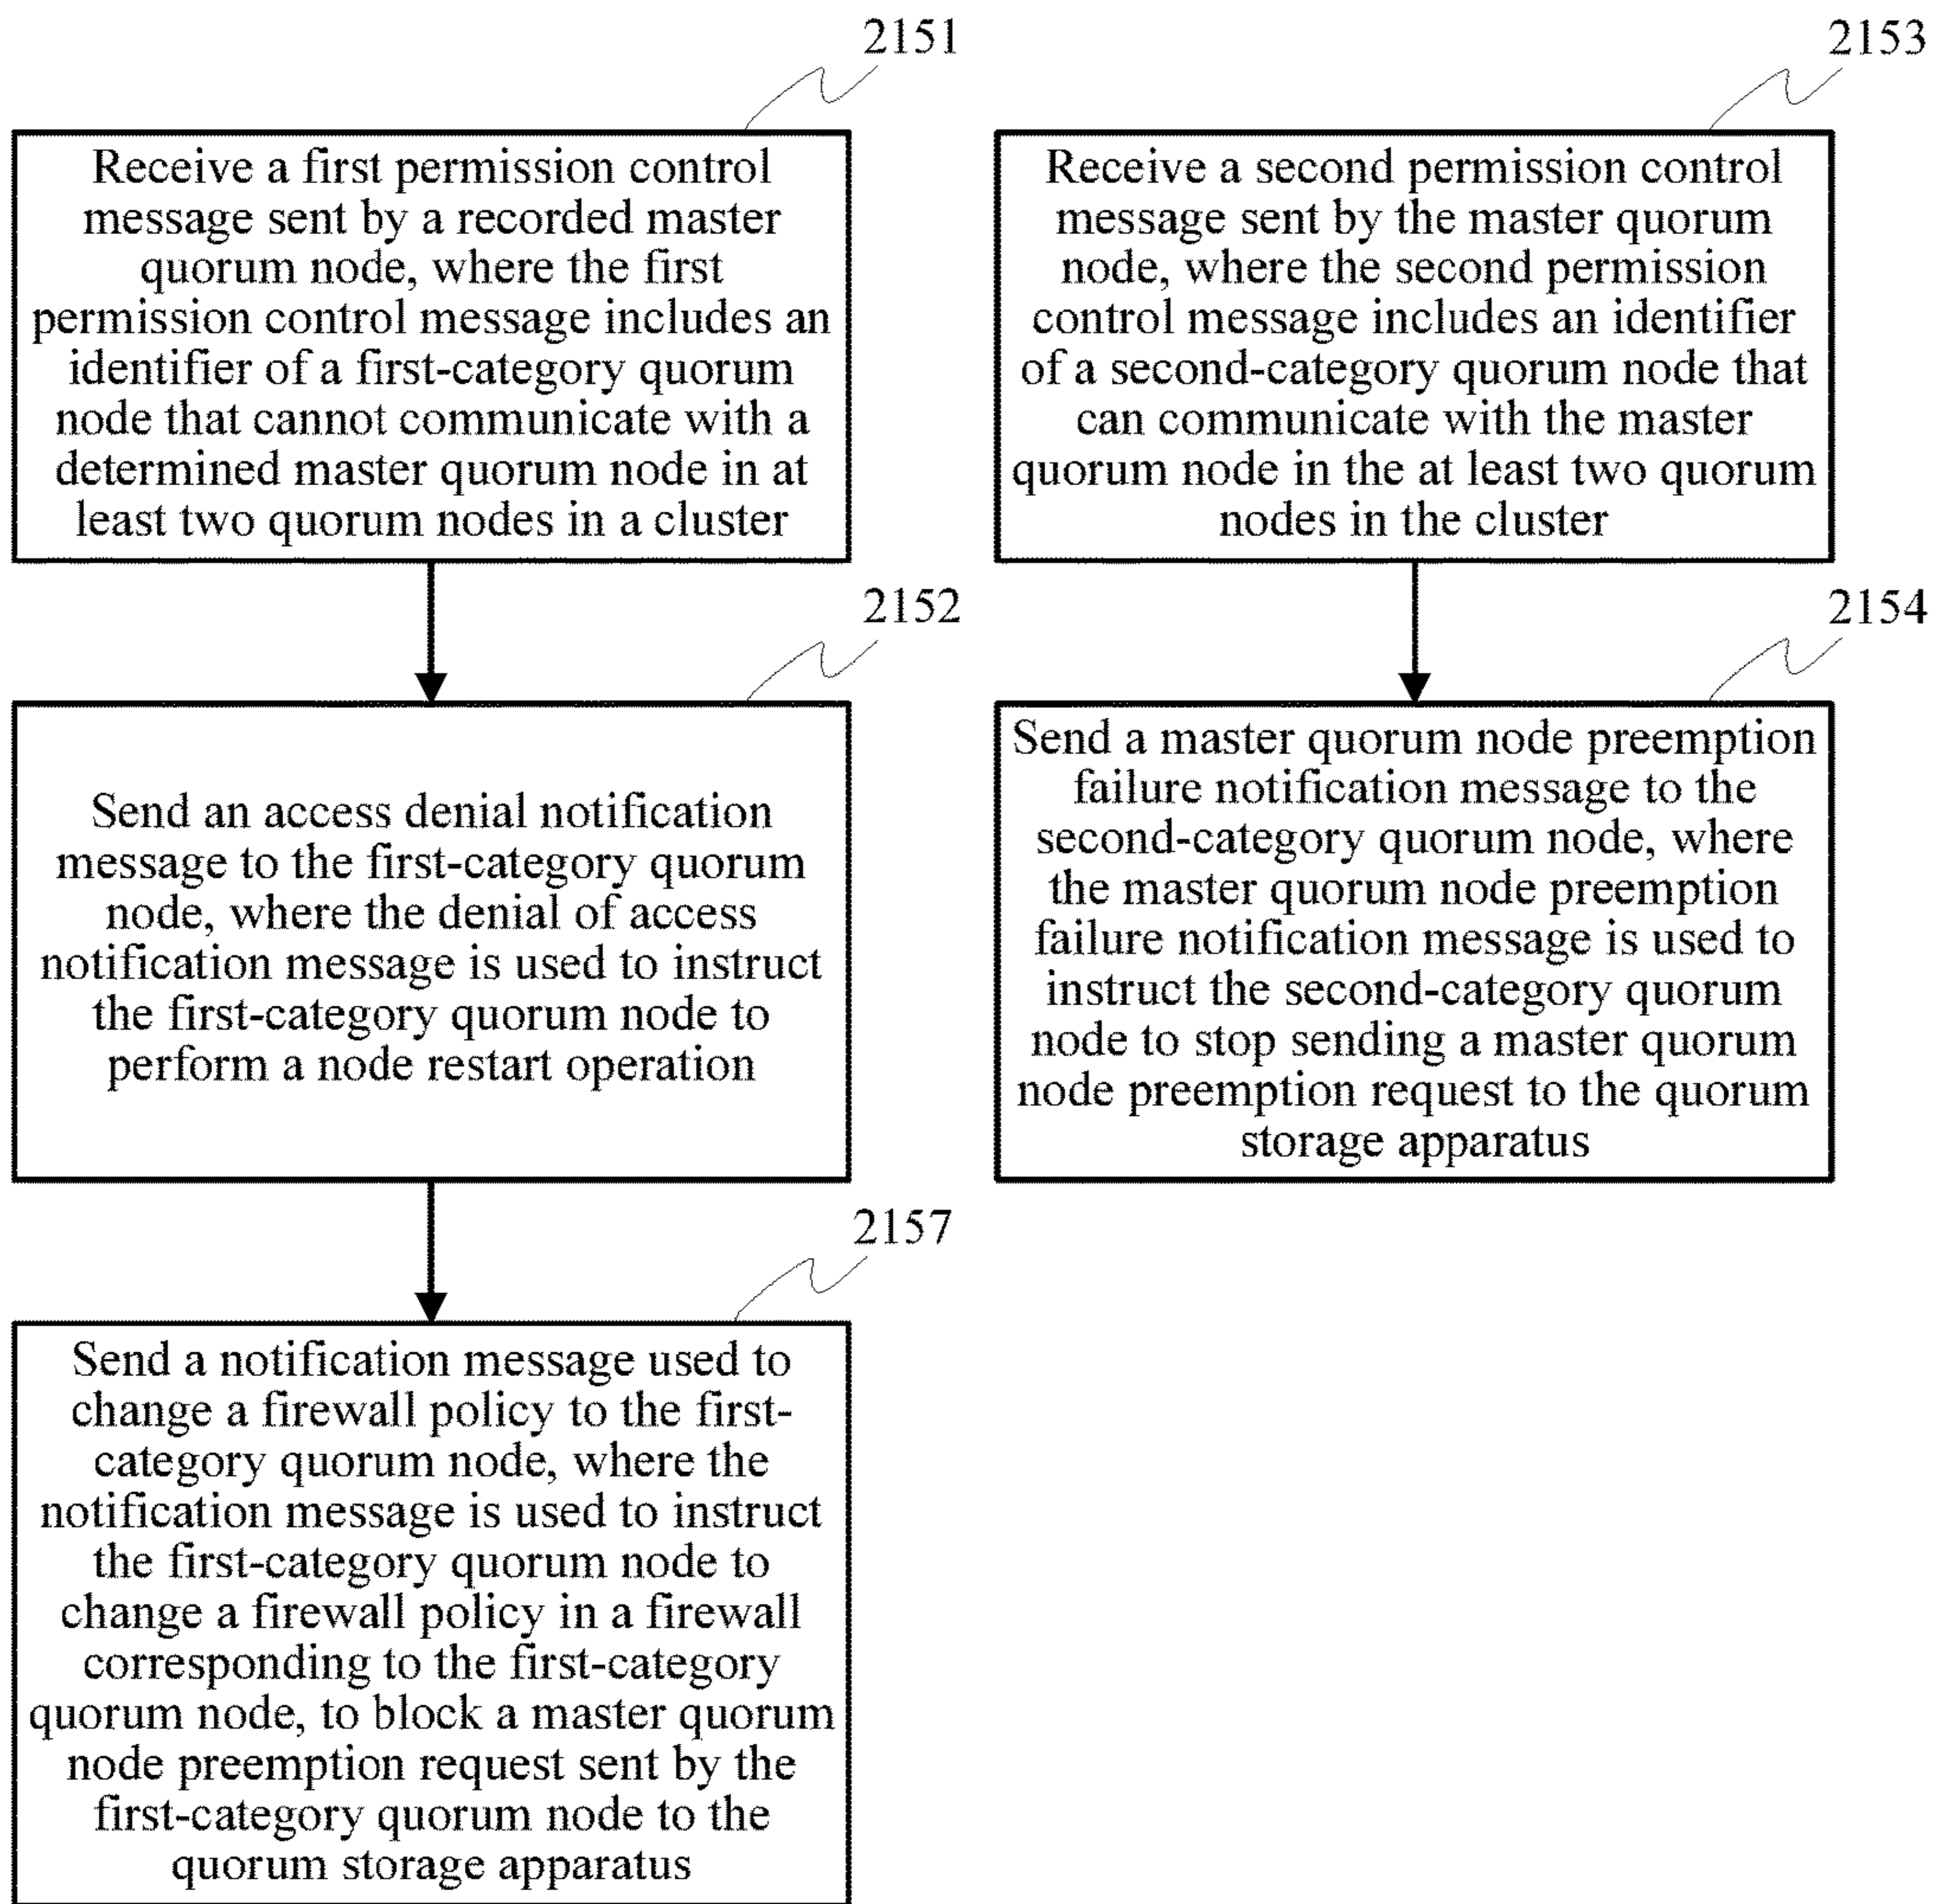 2151
Receive a first permission control
message sent by a recorded master
quorum node, where the first
permission control message includes an
identifier of a first-category quorum
node that cannot communicate with a
determined master quorum node in at
least two quorum nodes in a cluster
2152
Send an access denial notification
message to the first-category quorum
node, where the denial of access
notification message is used to instruct
the first-category quorum node to
perform a node restart operation
2157
Send a notification message used to
change a firewall policy to the first-
category quorum node, where the
notification message is used to instruct
the first-category quorum node to
change a firewall policy in a firewall
corresponding to the first-category
quorum node, to block a master quorum
node preemption request sent by the
first-category quorum node to the
quorum storage apparatus
2153
Receive a second permission control
message sent by the master quorum
node, where the second permission
control message includes an identifier
of a second-category quorum node that
can communicate with the master
quorum node in the at least two quorum
nodes in the cluster
2154
Send a master quorum node preemption
failure notification message to the
second-category quorum node, where
the master quorum node preemption
failure notification message is used to
instruct the second-category quorum
node to stop sending a master quorum
node preemption request to the quorum
storage apparatus